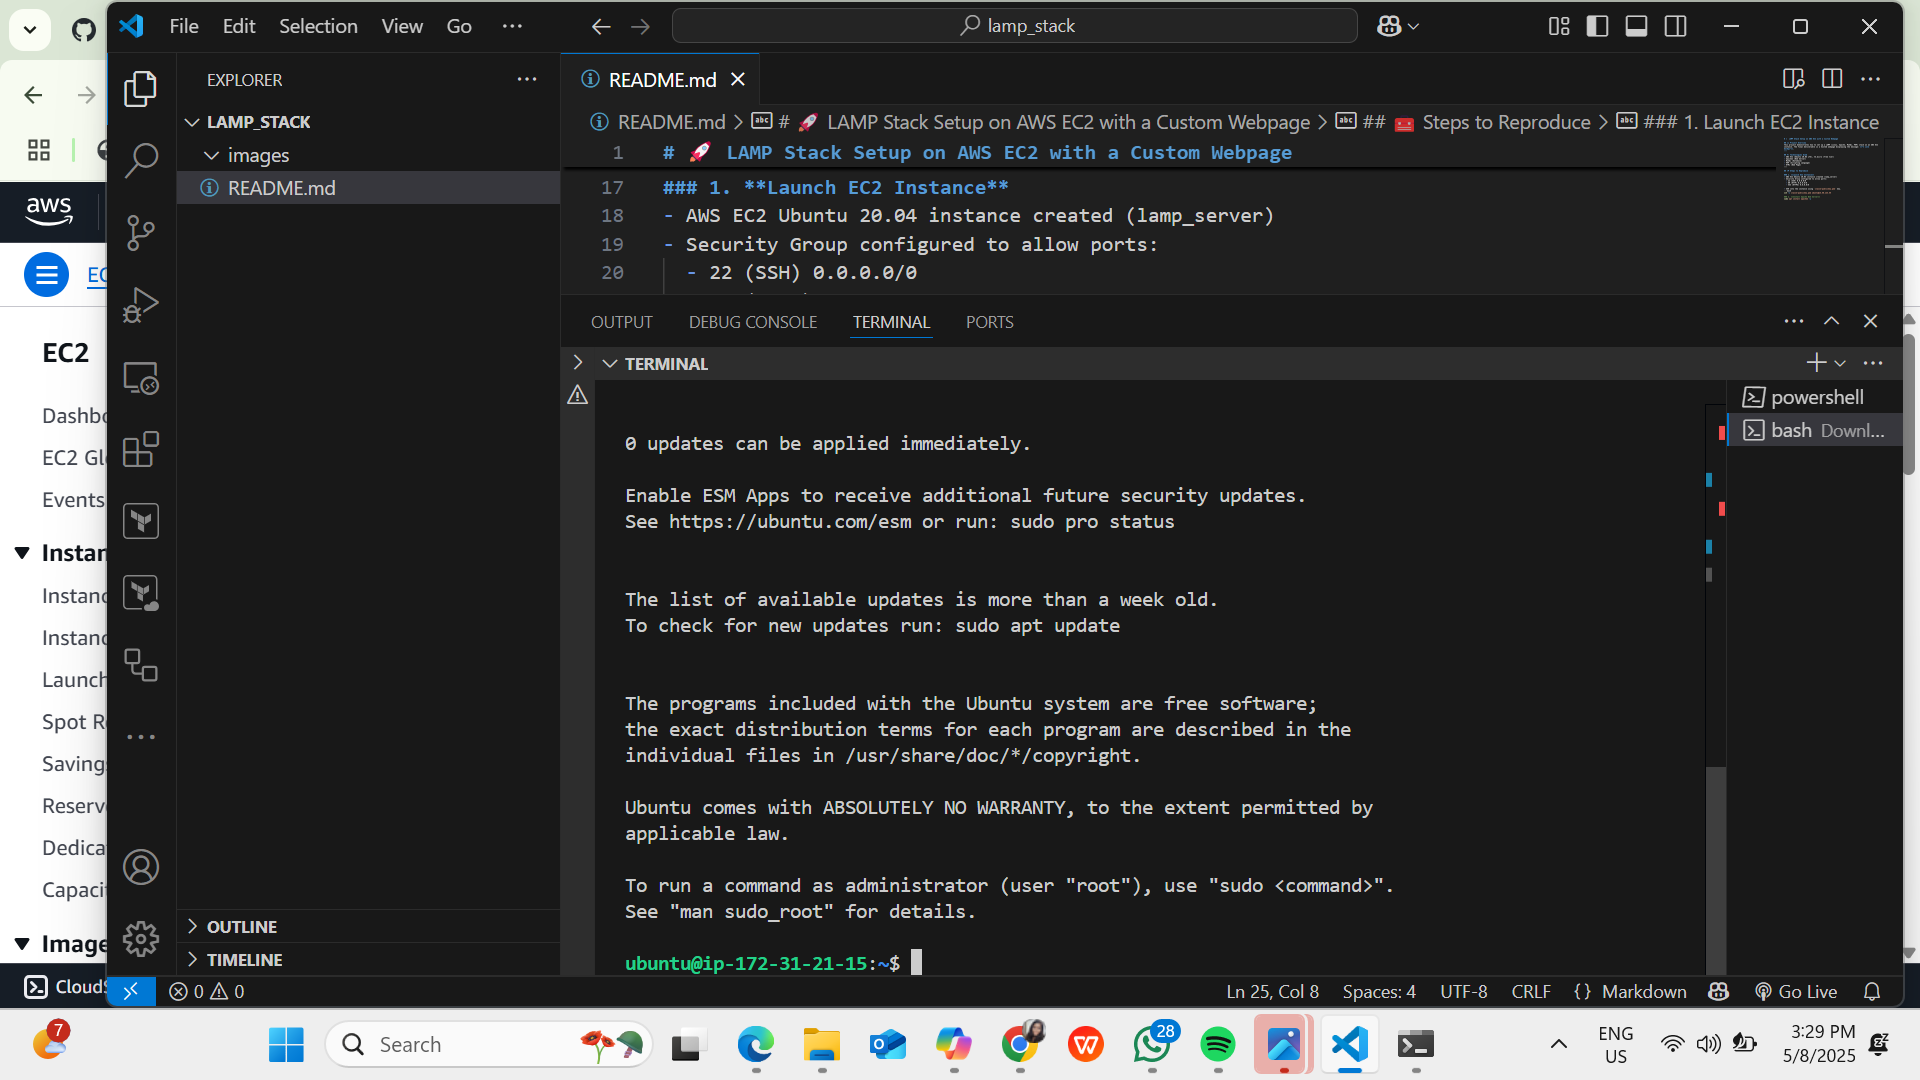 File Edit Selection View Go ··· lamp_stack
EXPLORER ···
LAMP_STACK
images
README.md
README.md
README.md > # 🚀 LAMP Stack Setup on AWS EC2 with a Custom Webpage > ## 🧰 Steps to Reproduce > ### 1. Launch EC2 Instance
1 # 🚀 LAMP Stack Setup on AWS EC2 with a Custom Webpage
17 ### 1. **Launch EC2 Instance**
18 - AWS EC2 Ubuntu 20.04 instance created (lamp_server)
19 - Security Group configured to allow ports:
20 - 22 (SSH) 0.0.0.0/0
OUTPUT DEBUG CONSOLE TERMINAL PORTS
TERMINAL
powershell
bash Downl...
0 updates can be applied immediately.
Enable ESM Apps to receive additional future security updates.
See https://ubuntu.com/esm or run: sudo pro status
The list of available updates is more than a week old.
To check for new updates run: sudo apt update
The programs included with the Ubuntu system are free software;
the exact distribution terms for each program are described in the
individual files in /usr/share/doc/*/copyright.
Ubuntu comes with ABSOLUTELY NO WARRANTY, to the extent permitted by
applicable law.
To run a command as administrator (user "root"), use "sudo <command>".
See "man sudo_root" for details.
ubuntu@ip-172-31-21-15:~$
OUTLINE
TIMELINE
0 0
Ln 25, Col 8 Spaces: 4 UTF-8 CRLF {} Markdown Go Live
aws
EC
EC2
Dashbo
EC2 Gl
Events
Instan
Instanc
Instanc
Launch
Spot R
Savings
Reserv
Dedica
Capaci
Image
CloudS
7
Search
28
ENG
US
3:29 PM
5/8/2025